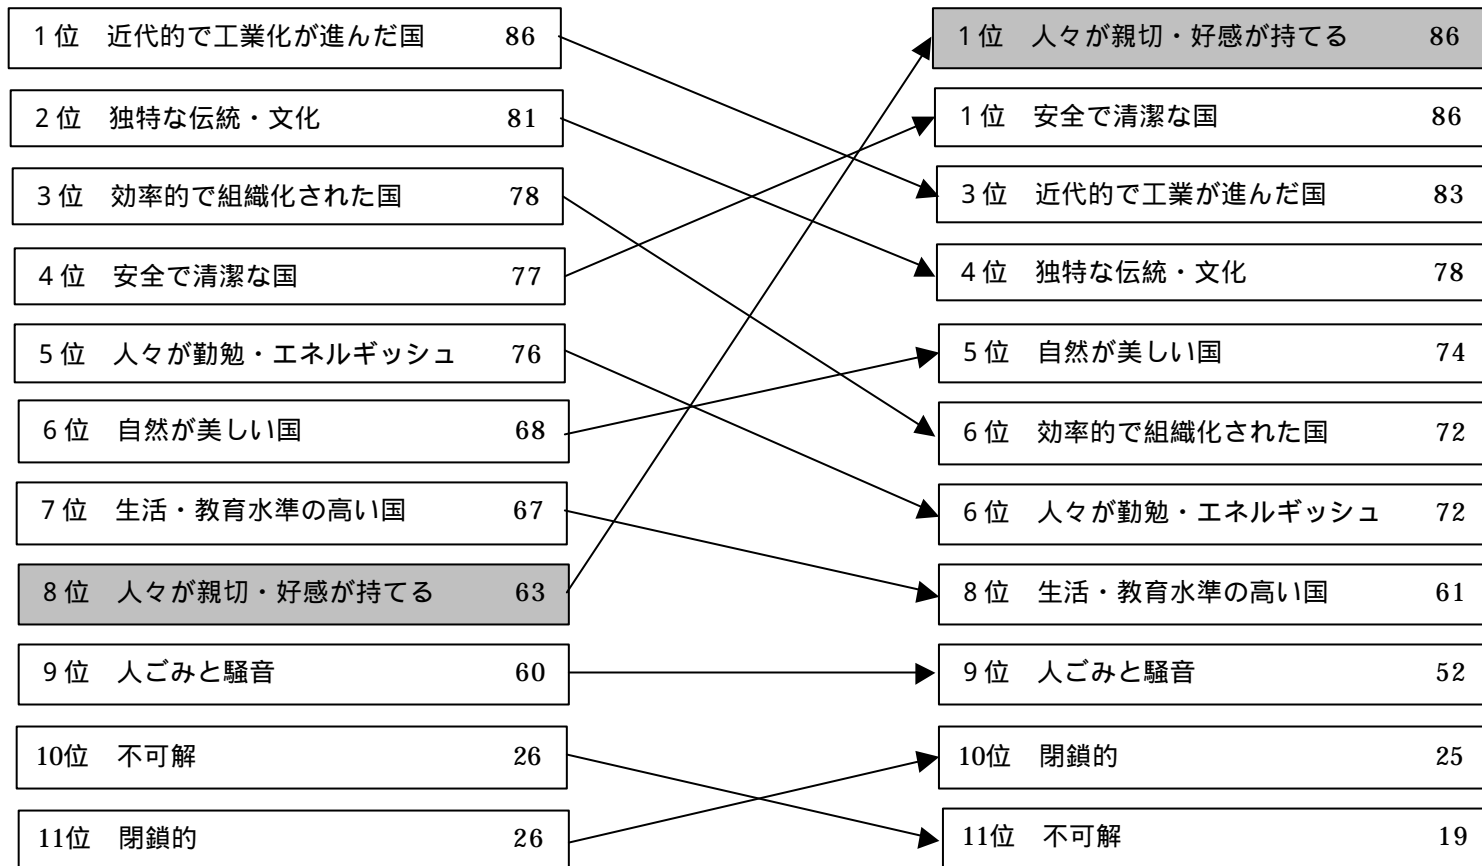 1位 近代的で工業化が進んだ国 86
2位 独特な伝統・文化 81
3位 効率的で組織化された国 78
4位 安全で清潔な国 77
5位 人々が勤勉・エネルギッシュ 76
6位 自然が美しい国 68
7位 生活・教育水準の高い国 67
8位 人々が親切・好感が持てる 63
9位 人ごみと騒音 60
10位 不可解 26
11位 閉鎖的 26
1位 人々が親切・好感が持てる 86
1位 安全で清潔な国 86
3位 近代的で工業が進んだ国 83
4位 独特な伝統・文化 78
5位 自然が美しい国 74
6位 効率的で組織化された国 72
6位 人々が勤勉・エネルギッシュ 72
8位 生活・教育水準の高い国 61
9位 人ごみと騒音 52
10位 閉鎖的 25
11位 不可解 19